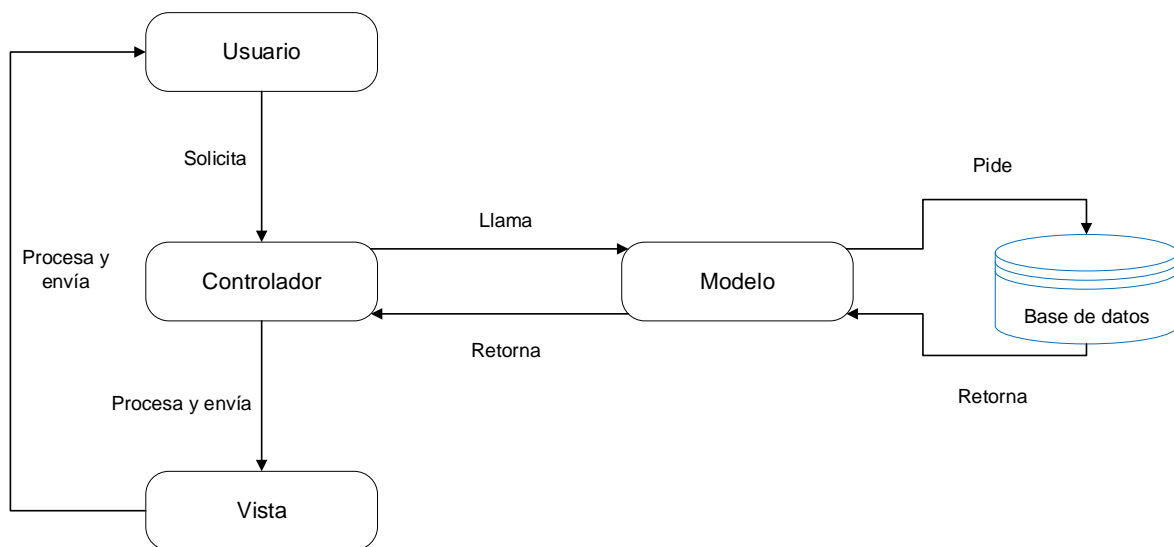 Usuario
Solicita
Pide
Llama
Procesa y
envía
Controlador
Modelo
Base de datos
Retorna
Retorna
Procesa y envía
Vista